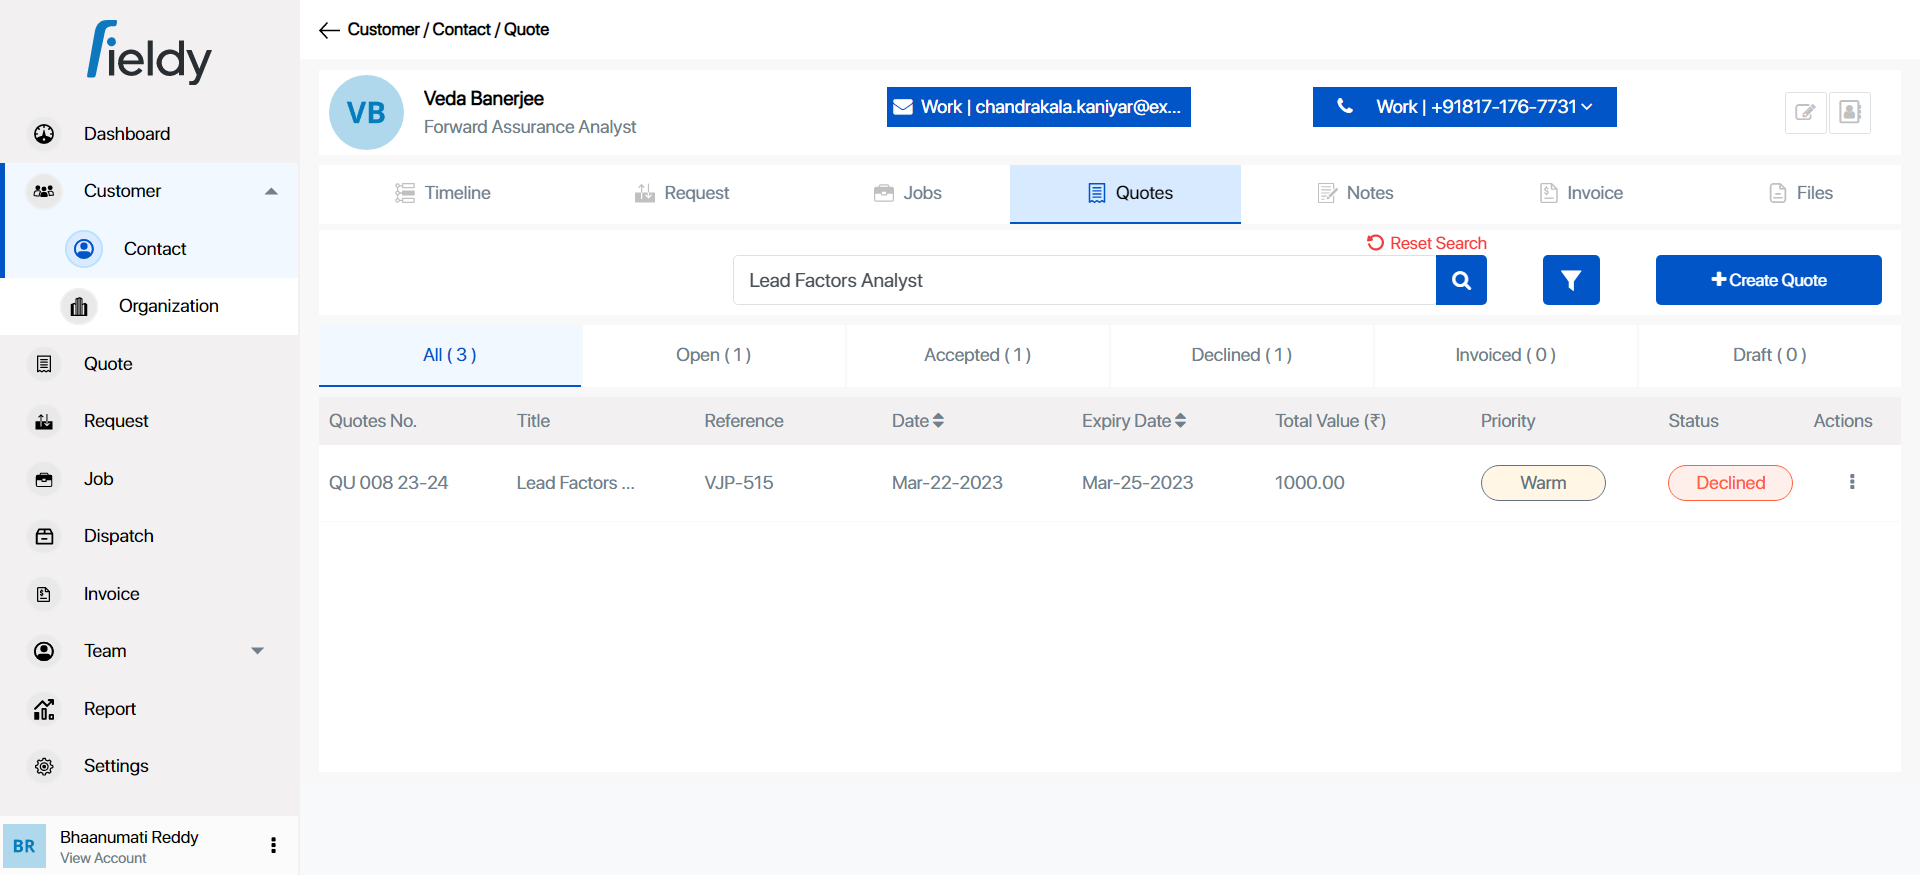 fieldy
Dashboard
Customer
Contact
Organization
Quote
Request
Job
Dispatch
Invoice
Team
Report
Settings
BR
Bhaanumati Reddy
View Account
Customer / Contact / Quote
VB
Veda Banerjee
Forward Assurance Analyst
Work | chandrakala.kaniyar@ex...
Work | +91817-176-7731
Timeline
Request
Jobs
Quotes
Notes
Invoice
Files
Reset Search
Lead Factors Analyst
Create Quote
All ( 3 )
Open ( 1 )
Accepted ( 1 )
Declined ( 1 )
Invoiced ( 0 )
Draft ( 0 )
Quotes No. Title Reference Date Expiry Date Total Value (₹) Priority Status Actions
QU 008 23-24 Lead Factors ... VJP-515 Mar-22-2023 Mar-25-2023 1000.00 Warm Declined